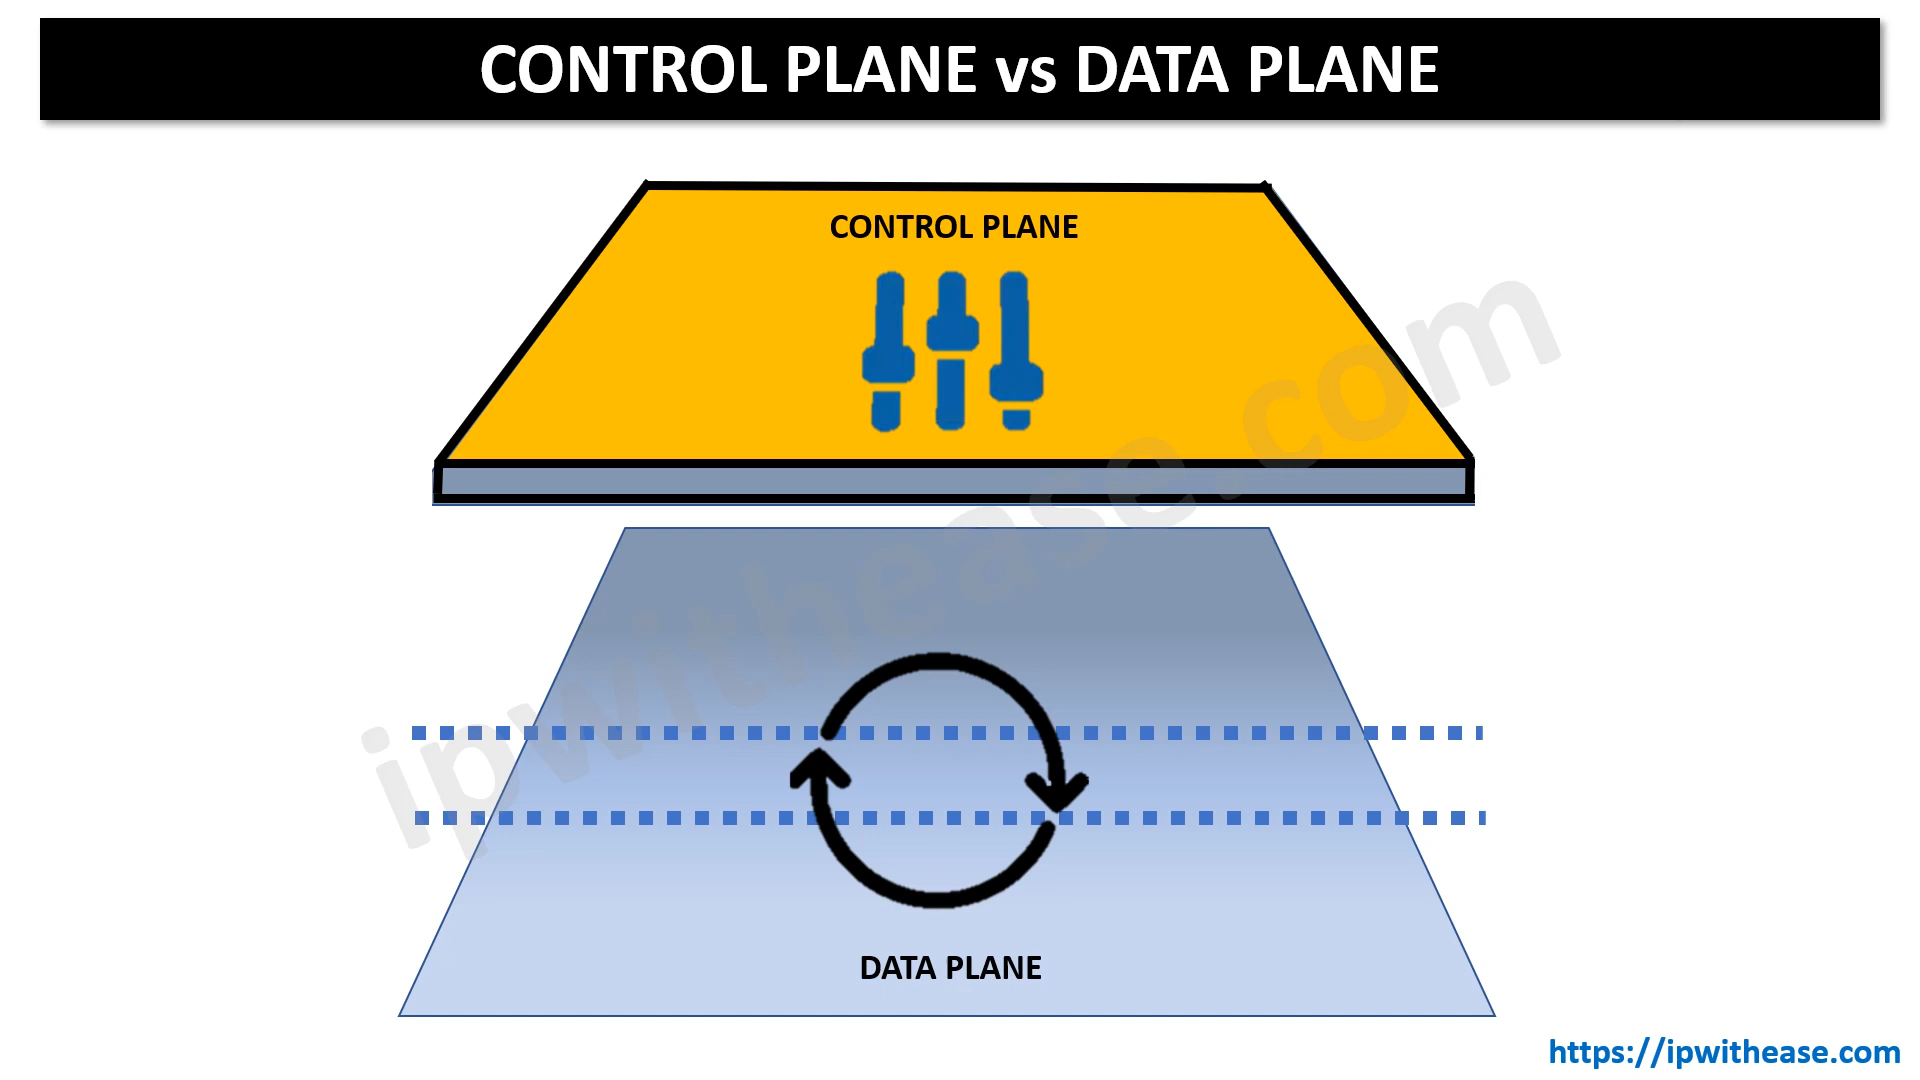 CONTROL PLANE vs DATA PLANE
CONTROL PLANE
ipwithease.com
DATA PLANE
https://ipwithease.com